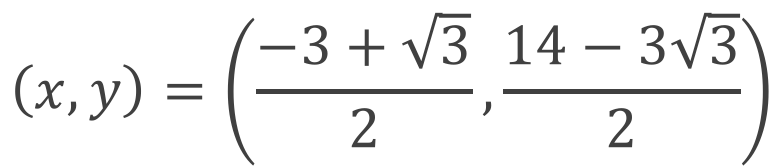 (x, y) = ((−3 + √3)/2, (14 − 3√3)/2)